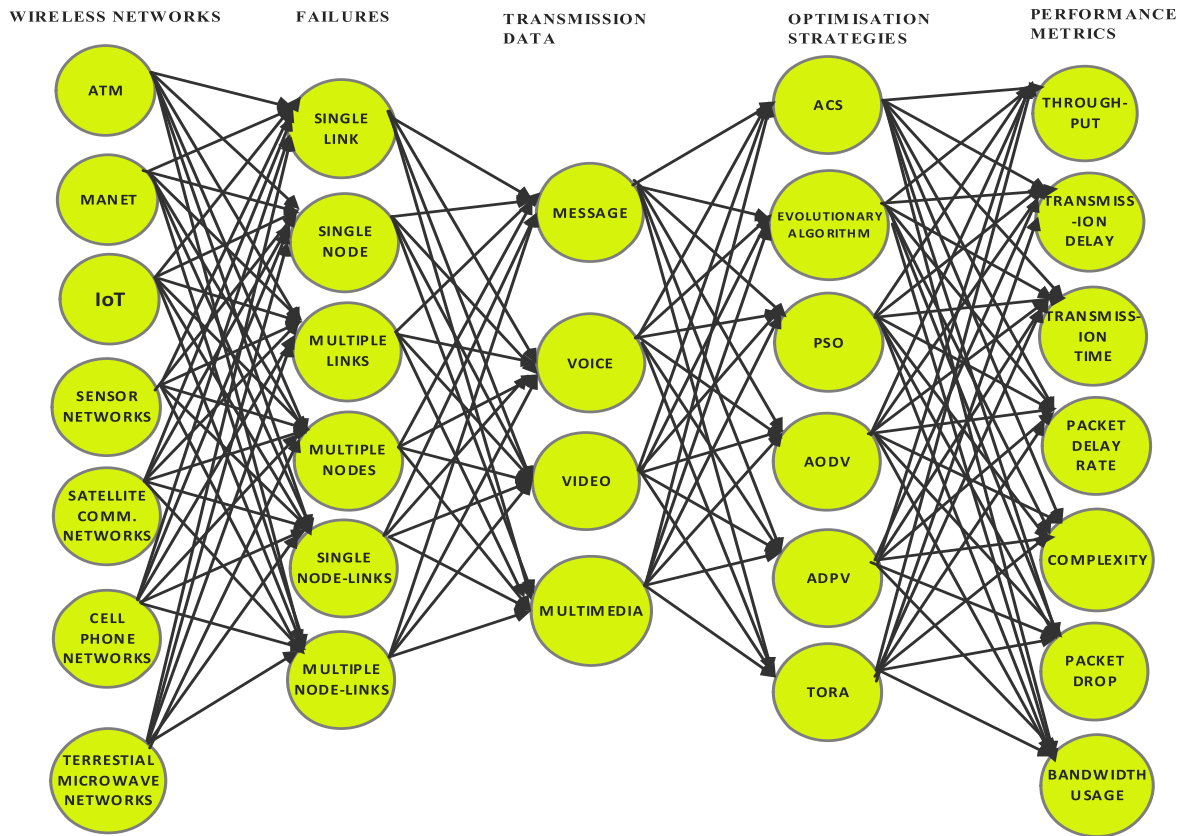 WIRELESS NETWORKS
ATM
MANET
IoT
SENSOR
NETWORKS
SATELLITE
COMM.
NETWORKS
CELL
PHONE
NETWORKS
TERRESTIAL
MICROWAVE
NETWORKS
FAILURES
SINGLE
LINK
SINGLE
NODE
MULTIPLE
LINKS
MULTIPLE
NODES
SINGLE
NODE-LINKS
MULTIPLE
NODE-LINKS
TRANSMISSION
DATA
MESSAGE
VOICE
VIDEO
MULTIMEDIA
OPTIMISATION
STRATEGIES
ACS
EVOLUTIONARY
ALGORITHM
PSO
AODV
ADPV
TORA
PERFORMANCE
METRICS
THROUGH-
PUT
TRANSMISS
-ION
DELAY
TRANSMISS-
ION
TIME
PACKET
DELAY
RATE
COMPLEXITY
PACKET
DROP
BANDWIDTH
USAGE